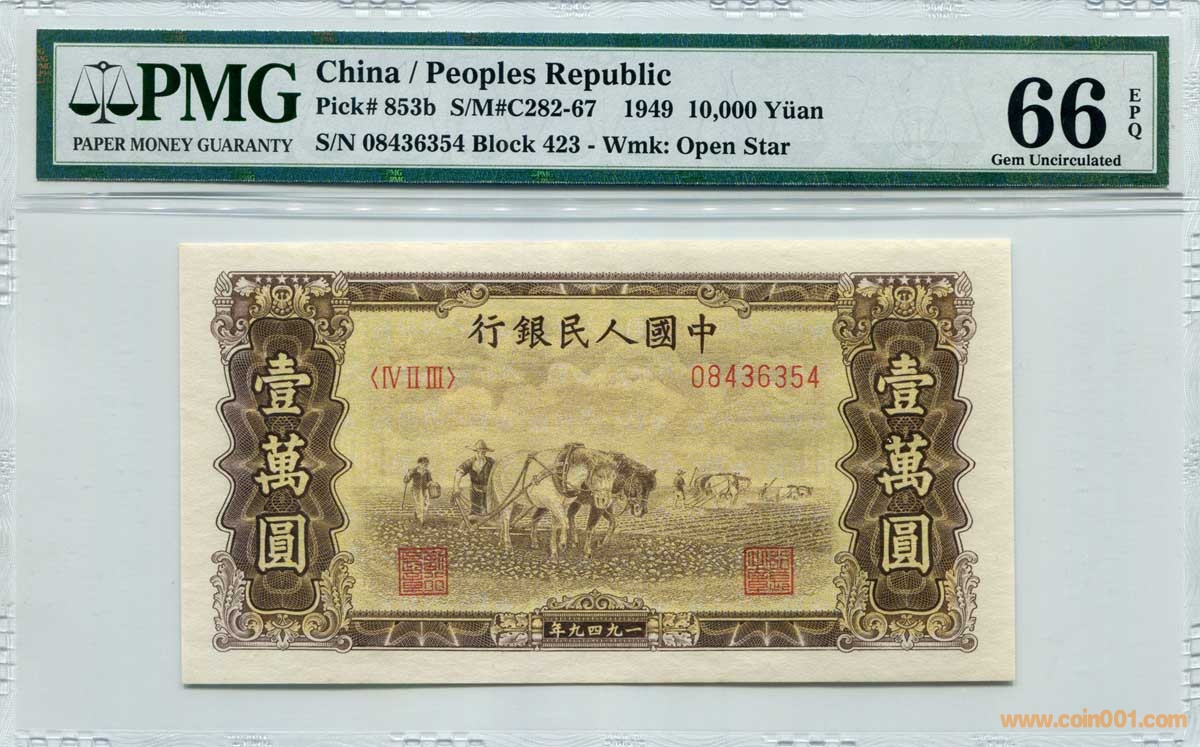 PMG
PAPER MONEY GUARANTY
China / Peoples Republic
Pick# 853b S/M#C282-67 1949 10,000 Yüan
S/N 08436354 Block 423 - Wmk: Open Star
66
EPQ
Gem Uncirculated
行銀民人國中
〈IV II III〉
08436354
壹萬圓
壹萬圓
年九四九一
www.coin001.com